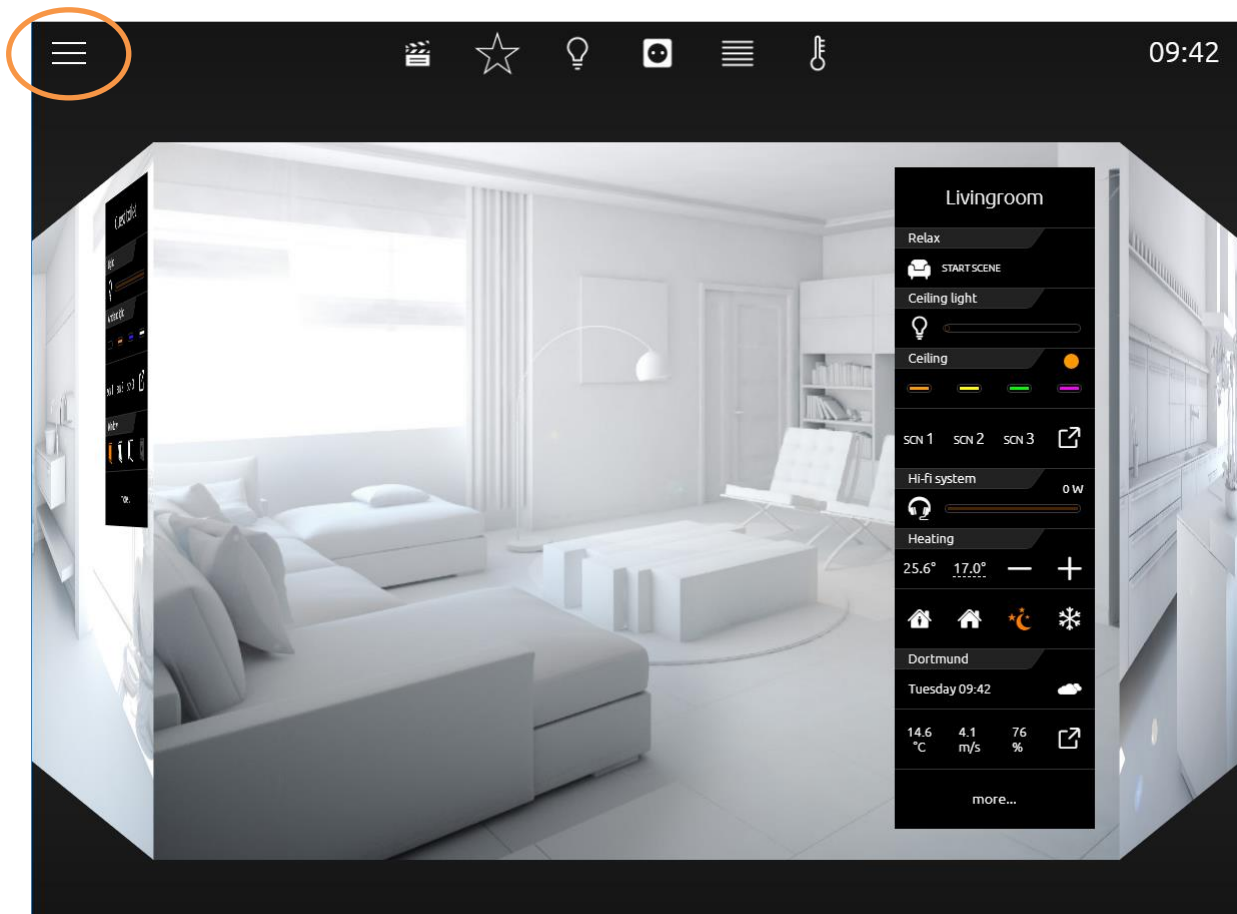 09:42
Livingroom
Relax
START SCENE
Ceiling light
Ceiling
SCN 1 SCN 2 SCN 3
Hi-fi system
0 W
Heating
25.6° 17.0°
Dortmund
Tuesday 09:42
14.6 4.1 76
°C m/s %
more...